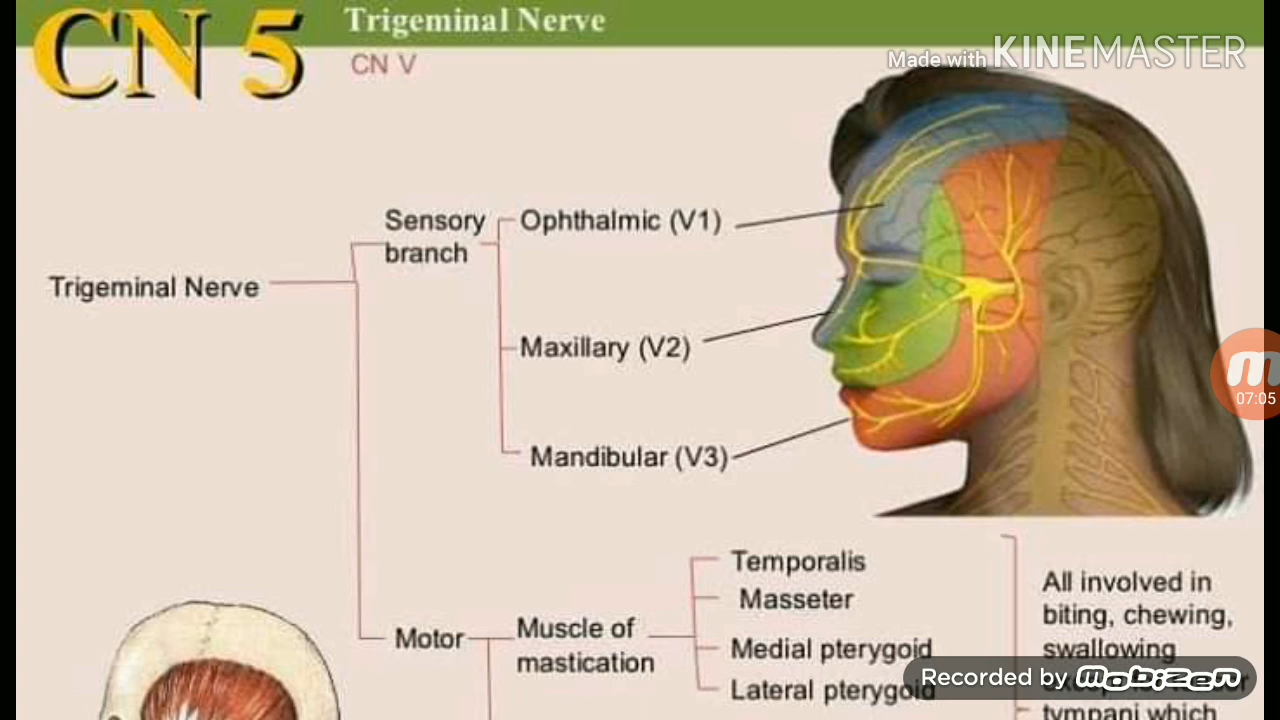 CN 5
Trigeminal Nerve
CN V
Made with KINEMASTER
Sensory
branch
Ophthalmic (V1)
Trigeminal Nerve
Maxillary (V2)
07:05
Mandibular (V3)
Temporalis
Masseter
Motor
Muscle of
mastication
Medial pterygoid
Lateral pterygoid
All involved in
biting, chewing,
swallowing
tympani which
Recorded by mobizen